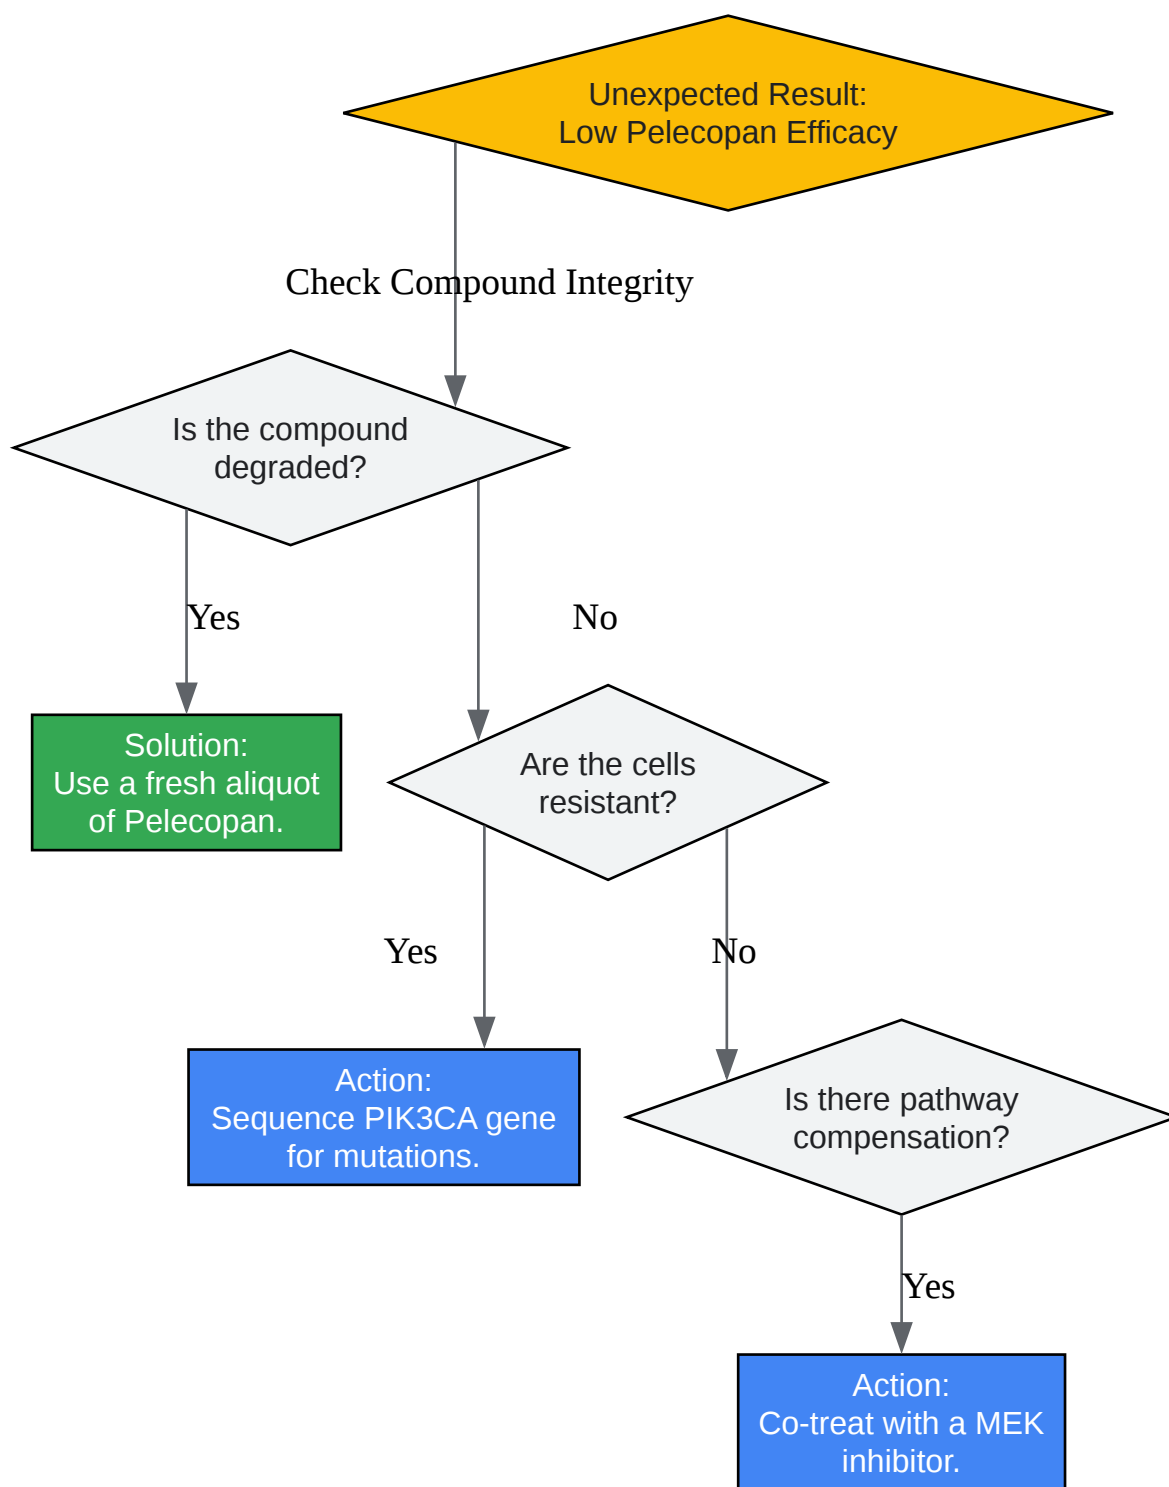 Unexpected Result:
Low Pelecopan Efficacy
Check Compound Integrity
Is the compound
degraded?
Yes
No
Solution:
Use a fresh aliquot
of Pelecopan.
Are the cells
resistant?
Yes
No
Action:
Sequence PIK3CA gene
for mutations.
Is there pathway
compensation?
Yes
Action:
Co-treat with a MEK
inhibitor.